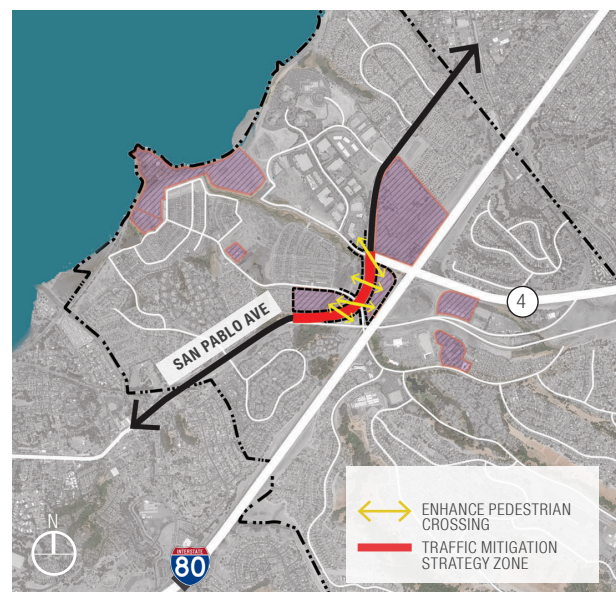 4
SAN PABLO AVE
ENHANCE PEDESTRIAN
CROSSING
TRAFFIC MITIGATION
STRATEGY ZONE
N
INTERSTATE
80